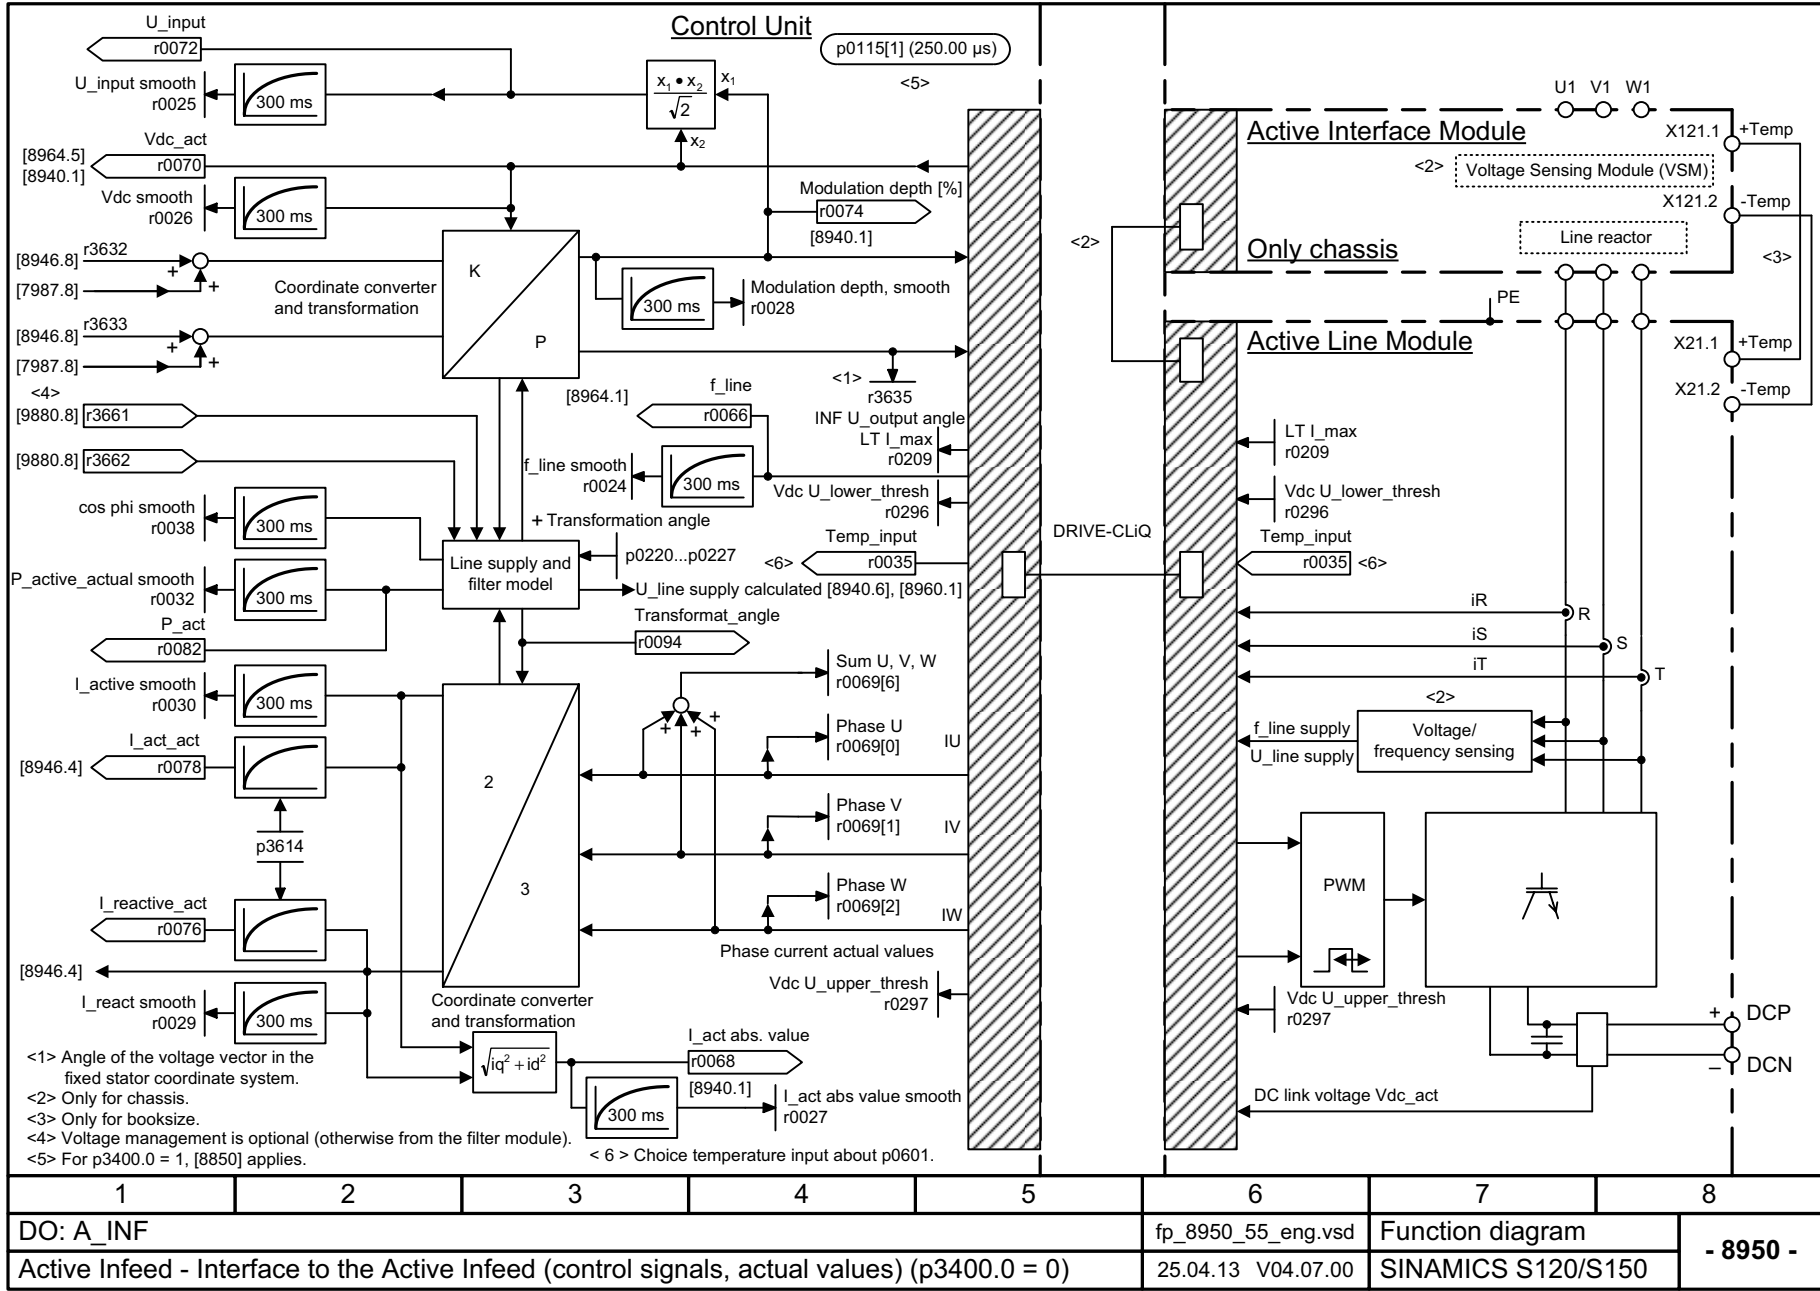 U_input
r0072
Control Unit
p0115[1] (250.00 µs)
<5>
U_input smooth
r0025
300 ms
x1 • x2
√2
x1
x2
Vdc_act
[8964.5]
[8940.1]
r0070
Vdc smooth
r0026
300 ms
Modulation depth [%]
r0074
[8940.1]
[8946.8]
r3632
+
+
[7987.8]
Coordinate converter
and transformation
K
P
300 ms
Modulation depth, smooth
r0028
[8946.8]
r3633
+
+
[7987.8]
<4>
[9880.8]
r3661
[9880.8]
r3662
[8964.1]
f_line
r0066
<1>
r3635
INF U_output angle
LT I_max
r0209
f_line smooth
r0024
300 ms
Vdc U_lower_thresh
r0296
cos phi smooth
r0038
300 ms
+ Transformation angle
Line supply and
filter model
p0220...p0227
Temp_input
<6>
r0035
P_active_actual smooth
r0032
300 ms
U_line supply calculated [8940.6], [8960.1]
P_act
r0082
Transformat_angle
r0094
I_active smooth
r0030
300 ms
Sum U, V, W
r0069[6]
+
+
+
I_act_act
[8946.4]
r0078
Phase U
r0069[0]
IU
2
3
p3614
Phase V
r0069[1]
IV
Phase W
r0069[2]
IW
Phase current actual values
I_reactive_act
r0076
[8946.4]
I_react smooth
r0029
300 ms
Coordinate converter
and transformation
Vdc U_upper_thresh
r0297
√iq² + id²
I_act abs. value
r0068
[8940.1]
300 ms
I_act abs value smooth
r0027
<1> Angle of the voltage vector in the
fixed stator coordinate system.
<2> Only for chassis.
<3> Only for booksize.
<4> Voltage management is optional (otherwise from the filter module).
<5> For p3400.0 = 1, [8850] applies.
< 6 > Choice temperature input about p0601.
DRIVE-CLiQ
<2>
U1 V1 W1
Active Interface Module
X121.1
+Temp
<2>
Voltage Sensing Module (VSM)
X121.2
-Temp
Line reactor
Only chassis
<3>
PE
Active Line Module
X21.1
+Temp
X21.2
-Temp
LT I_max
r0209
Vdc U_lower_thresh
r0296
Temp_input
r0035
<6>
iR
R
iS
S
iT
T
<2>
f_line supply
U_line supply
Voltage/
frequency sensing
PWM
Vdc U_upper_thresh
r0297
+
DCP
–
DCN
DC link voltage Vdc_act
1 2 3 4 5 6 7 8
DO: A_INF
fp_8950_55_eng.vsd
Function diagram
- 8950 -
Active Infeed - Interface to the Active Infeed (control signals, actual values) (p3400.0 = 0)
25.04.13 V04.07.00
SINAMICS S120/S150